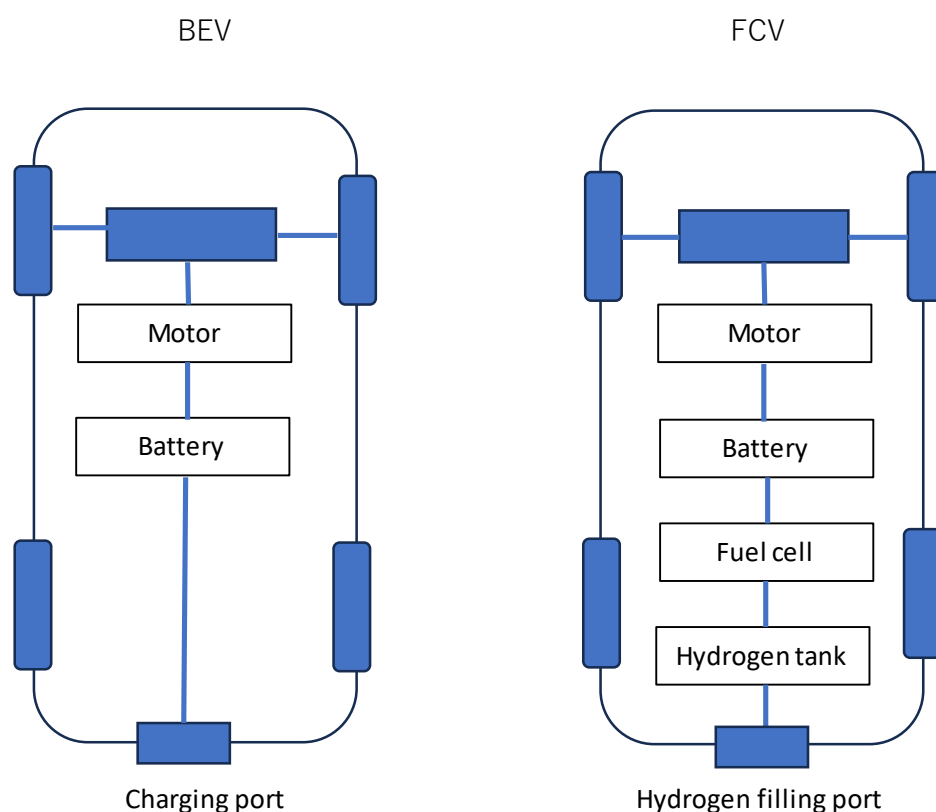 BEV
FCV
Motor
Motor
Battery
Battery
Fuel cell
Hydrogen tank
Charging port
Hydrogen filling port